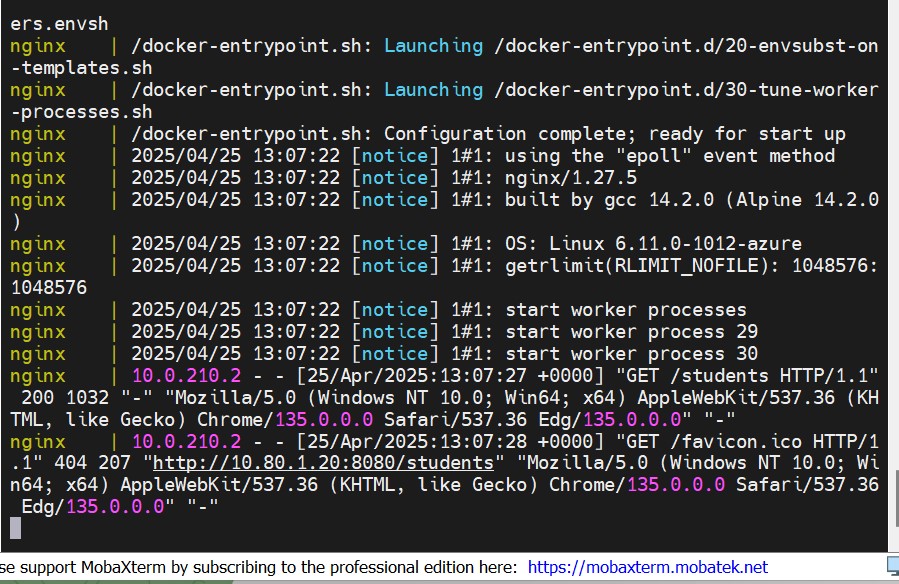 ers.envsh
nginx    | /docker-entrypoint.sh: Launching /docker-entrypoint.d/20-envsubst-on
-templates.sh
nginx    | /docker-entrypoint.sh: Launching /docker-entrypoint.d/30-tune-worker
-processes.sh
nginx    | /docker-entrypoint.sh: Configuration complete; ready for start up
nginx    | 2025/04/25 13:07:22 [notice] 1#1: using the "epoll" event method
nginx    | 2025/04/25 13:07:22 [notice] 1#1: nginx/1.27.5
nginx    | 2025/04/25 13:07:22 [notice] 1#1: built by gcc 14.2.0 (Alpine 14.2.0
)
nginx    | 2025/04/25 13:07:22 [notice] 1#1: OS: Linux 6.11.0-1012-azure
nginx    | 2025/04/25 13:07:22 [notice] 1#1: getrlimit(RLIMIT_NOFILE): 1048576:
1048576
nginx    | 2025/04/25 13:07:22 [notice] 1#1: start worker processes
nginx    | 2025/04/25 13:07:22 [notice] 1#1: start worker process 29
nginx    | 2025/04/25 13:07:22 [notice] 1#1: start worker process 30
nginx    | 10.0.210.2 - - [25/Apr/2025:13:07:27 +0000] "GET /students HTTP/1.1"
 200 1032 "-" "Mozilla/5.0 (Windows NT 10.0; Win64; x64) AppleWebKit/537.36 (KH
TML, like Gecko) Chrome/135.0.0.0 Safari/537.36 Edg/135.0.0.0" "-"
nginx    | 10.0.210.2 - - [25/Apr/2025:13:07:28 +0000] "GET /favicon.ico HTTP/1
.1" 404 207 "http://10.80.1.20:8080/students" "Mozilla/5.0 (Windows NT 10.0; Wi
n64; x64) AppleWebKit/537.36 (KHTML, like Gecko) Chrome/135.0.0.0 Safari/537.36
 Edg/135.0.0.0" "-"
se support MobaXterm by subscribing to the professional edition here: https://mobaxterm.mobatek.net